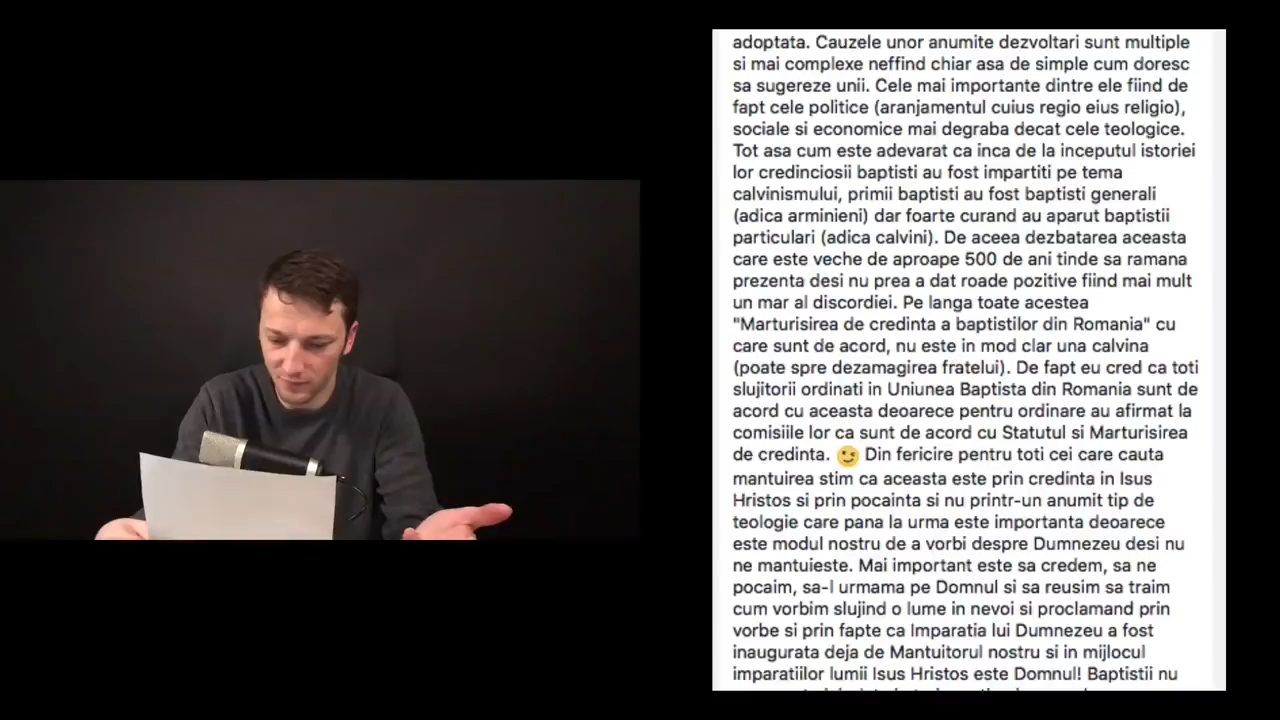 adoptata. Cauzele unor anumite dezvoltari sunt multiple
si mai complexe neffind chiar asa de simple cum doresc
sa sugereze unii. Cele mai importante dintre ele fiind de
fapt cele politice (aranjamentul cuius regio eius religio),
sociale si economice mai degraba decat cele teologice.
Tot asa cum este adevarat ca inca de la inceputul istoriei
lor credinciosii baptisti au fost impartiti pe tema
calvinismului, primii baptisti au fost baptisti generali
(adica arminieni) dar foarte curand au aparut baptistii
particulari (adica calvini). De aceea dezbatarea aceasta
care este veche de aproape 500 de ani tinde sa ramana
prezenta desi nu prea a dat roade pozitive fiind mai mult
un mar al discordiei. Pe langa toate acestea
"Marturisirea de credinta a baptistilor din Romania" cu
care sunt de acord, nu este in mod clar una calvina
(poate spre dezamagirea fratelui). De fapt eu cred ca toti
slujitorii ordinati in Uniunea Baptista din Romania sunt de
acord cu aceasta deoarece pentru ordinare au afirmat la
comisiile lor ca sunt de acord cu Statutul si Marturisirea
de credinta. 😉 Din fericire pentru toti cei care cauta
mantuirea stim ca aceasta este prin credinta in Isus
Hristos si prin pocainta si nu printr-un anumit tip de
teologie care pana la urma este importanta deoarece
este modul nostru de a vorbi despre Dumnezeu desi nu
ne mantuieste. Mai important este sa credem, sa ne
pocaim, sa-l urmama pe Domnul si sa reusim sa traim
cum vorbim slujind o lume in nevoi si proclamand prin
vorbe si prin fapte ca Imparatia lui Dumnezeu a fost
inaugurata deja de Mantuitorul nostru si in mijlocul
imparatiilor lumii Isus Hristos este Domnul! Baptistii nu